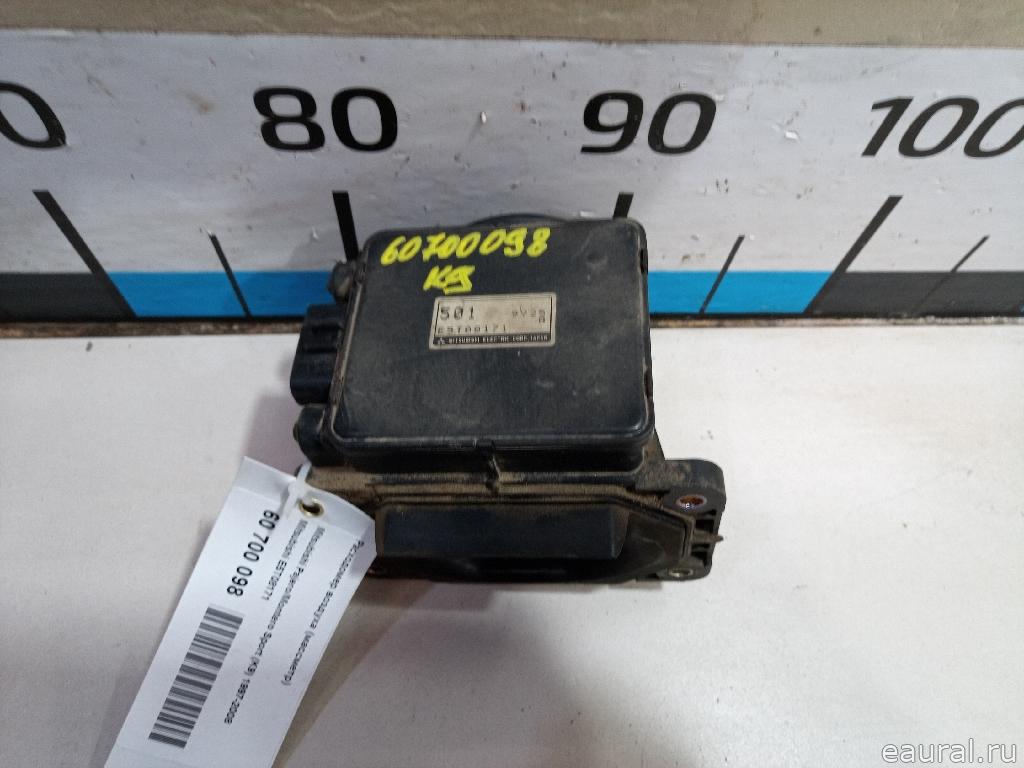 80 90 100
60700098
K9
501
E5T08171
MITSUBISHI ELECTRIC CORP. JAPAN
Расходомер воздуха (массметр)
Mitsubishi Pajero/Montero Sport (K9) 1997-2008
Mitsubishi E5T08171
60 700 098
eaural.ru